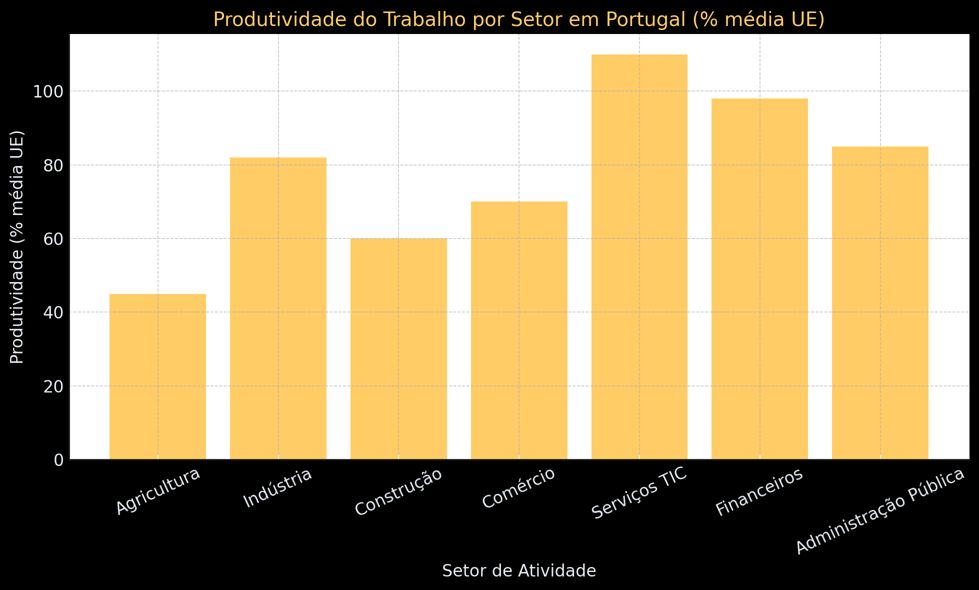 Produtividade do Trabalho por Setor em Portugal (% média UE)
Produtividade (% média UE)
100
80
60
40
20
0
Agricultura
Indústria
Construção
Comércio
Serviços TIC
Financeiros
Administração Pública
Setor de Atividade